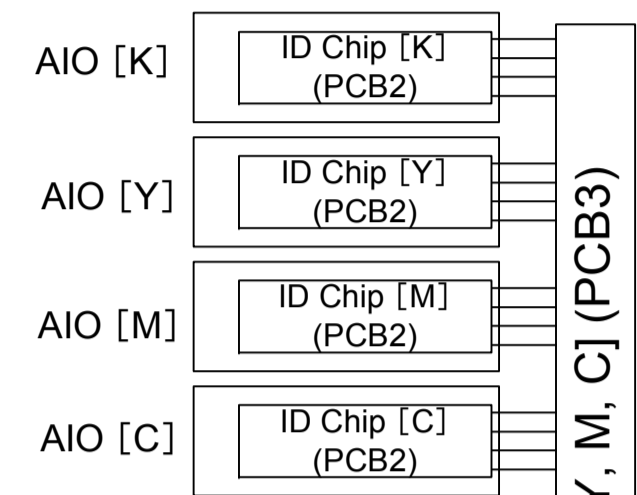 AIO [K]
ID Chip [K]
(PCB2)
AIO [Y]
ID Chip [Y]
(PCB2)
AIO [M]
ID Chip [M]
(PCB2)
AIO [C]
ID Chip [C]
(PCB2)
Y, M, C] (PCB3)